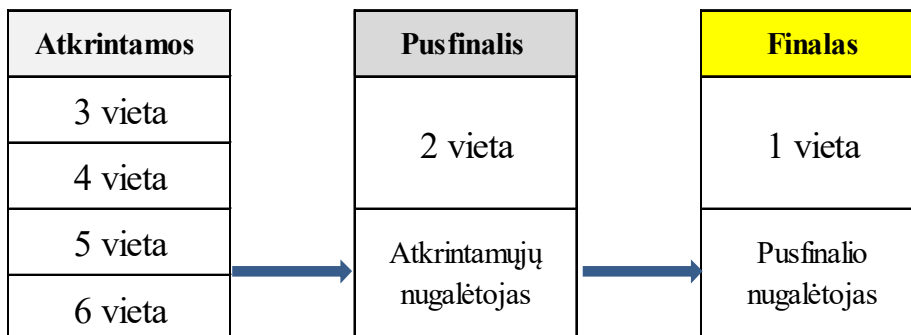 Atkrintamos
3 vieta
4 vieta
5 vieta
6 vieta
Pusfinalis
2 vieta
Atkrintamųjų
nugalėtojas
Finalas
1 vieta
Pusfinalio
nugalėtojas